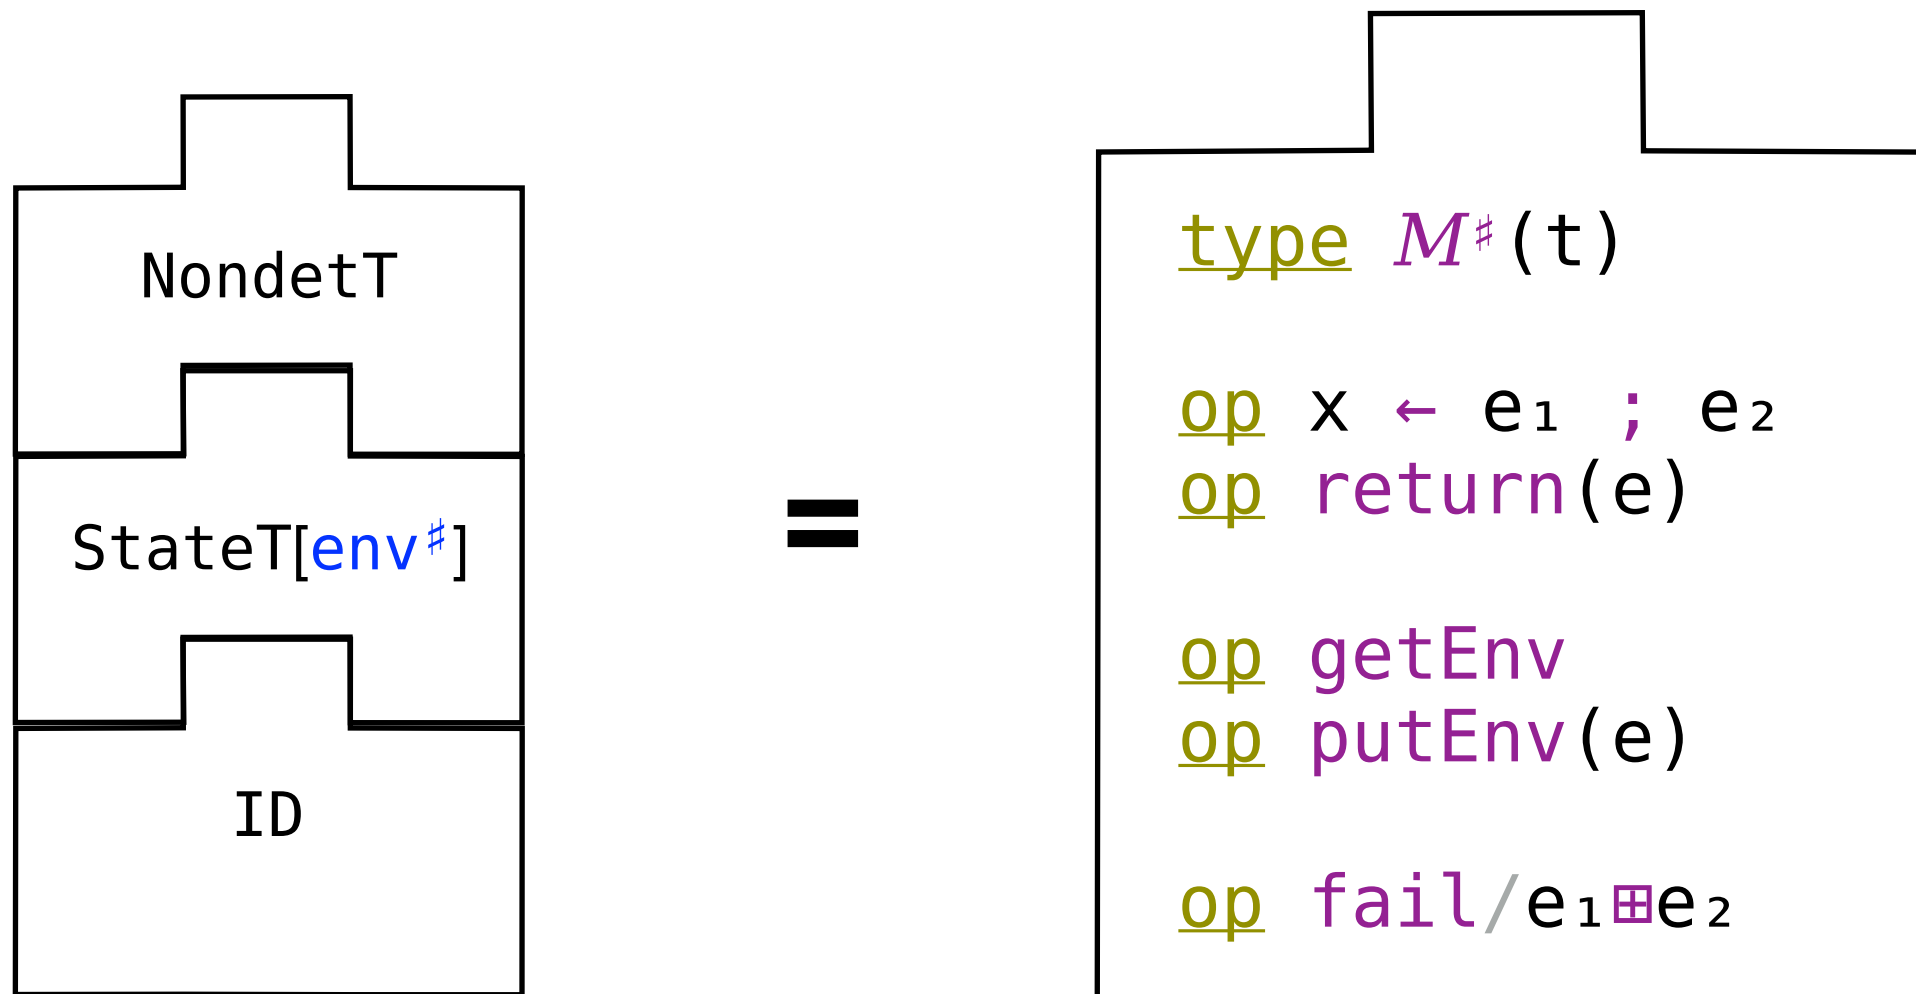 NondetT
StateT[env♯]
ID
=
type M♯(t)
op x ← e₁ ; e₂
op return(e)
op getEnv
op putEnv(e)
op fail/e₁⊞e₂